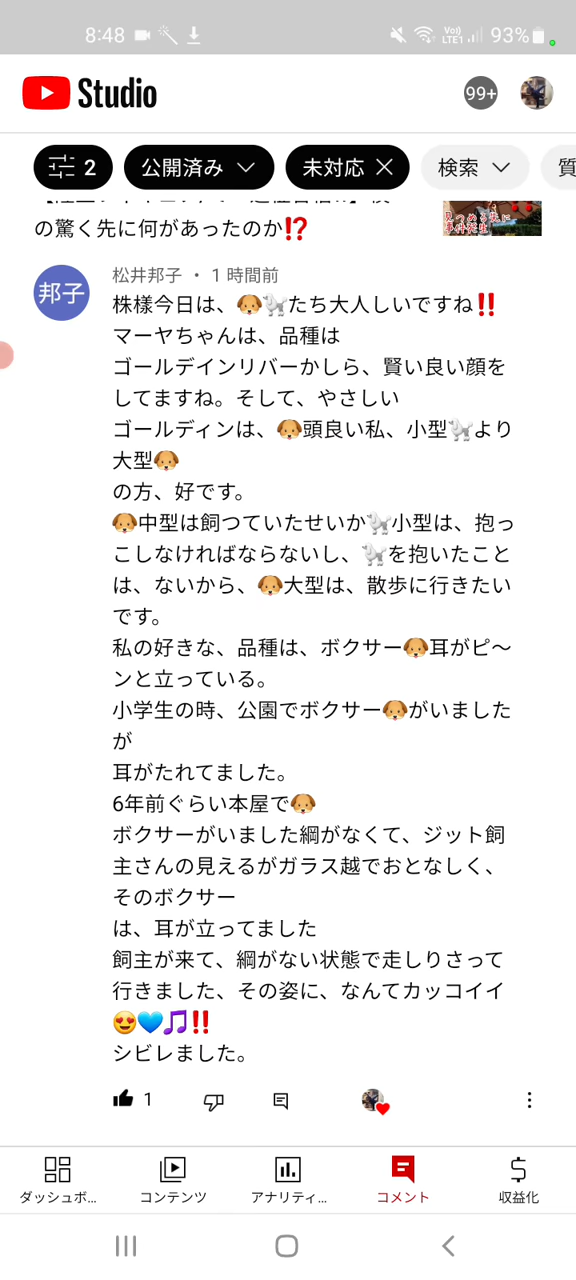 8:48
Vo))
LTE1
93%
Studio
99+
2
公開済み
未対応
検索
質
の驚く先に何があったのか⁉️
見つめる先に
事件発生
邦子
松井邦子 • 1 時間前
株様今日は、🐶🐩たち大人しいですね‼️
マーヤちゃんは、品種は
ゴールデインリバーかしら、賢い良い顔を
してますね。そして、やさしい
ゴールディンは、🐶頭良い私、小型🐩より
大型🐶
の方、好です。
🐶中型は飼つていたせいか🐩小型は、抱っ
こしなければならないし、🐩を抱いたこと
は、ないから、🐶大型は、散歩に行きたい
です。
私の好きな、品種は、ボクサー🐶耳がピ〜
ンと立っている。
小学生の時、公園でボクサー🐶がいました
が
耳がたれてました。
6年前ぐらい本屋で🐶
ボクサーがいました綱がなくて、ジット飼
主さんの見えるがガラス越でおとなしく、
そのボクサー
は、耳が立ってました
飼主が来て、綱がない状態で走しりさって
行きました、その姿に、なんてカッコイイ
😍💙🎵‼️
シビレました。
1
ダッシュボ...
コンテンツ
アナリティ...
コメント
収益化